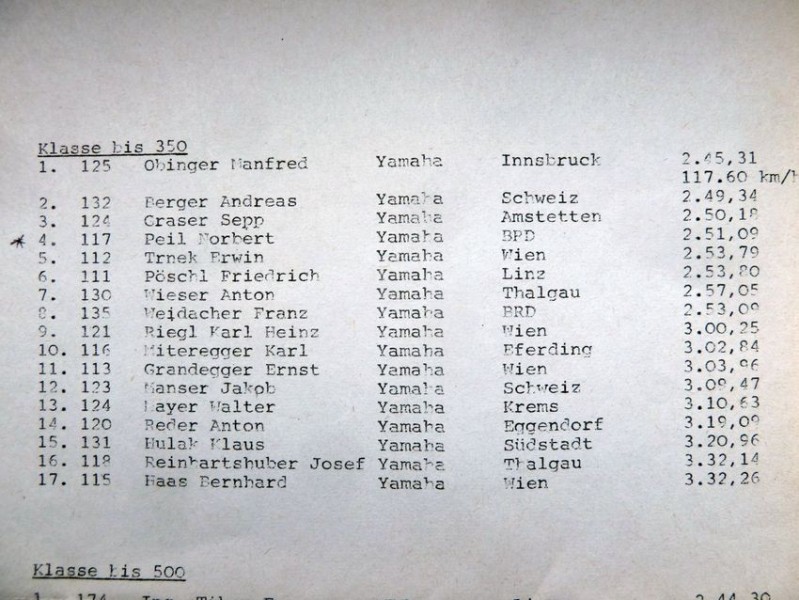 Klasse bis 350
1. 125 Obinger Manfred Yamaha Innsbruck 2.45,31
117.60 km/h
2. 132 Berger Andreas Yamaha Schweiz 2.49,34
3. 124 Graser Sepp Yamaha Amstetten 2.50,18
4. 117 Peil Norbert Yamaha BRD 2.51,09
5. 112 Trnek Erwin Yamaha Wien 2.53,79
6. 111 Pöschl Friedrich Yamaha Linz 2.53,80
7. 130 Wieser Anton Yamaha Thalgau 2.57,05
8. 135 Weidacher Franz Yamaha BRD 2.53,09
9. 121 Riegl Karl Heinz Yamaha Wien 3.00,25
10. 116 Miteregger Karl Yamaha Eferding 3.02,84
11. 113 Grandegger Ernst Yamaha Wien 3.03,96
12. 123 Manser Jakob Yamaha Schweiz 3.09,47
13. 124 Layer Walter Yamaha Krems 3.10,63
14. 120 Reder Anton Yamaha Eggendorf 3.19,09
15. 131 Hulak Klaus Yamaha Südstadt 3.20,96
16. 118 Reinhartshuber Josef Yamaha Thalgau 3.32,14
17. 115 Haas Bernhard Yamaha Wien 3.32,26
Klasse bis 500
1. 174 2.44,30